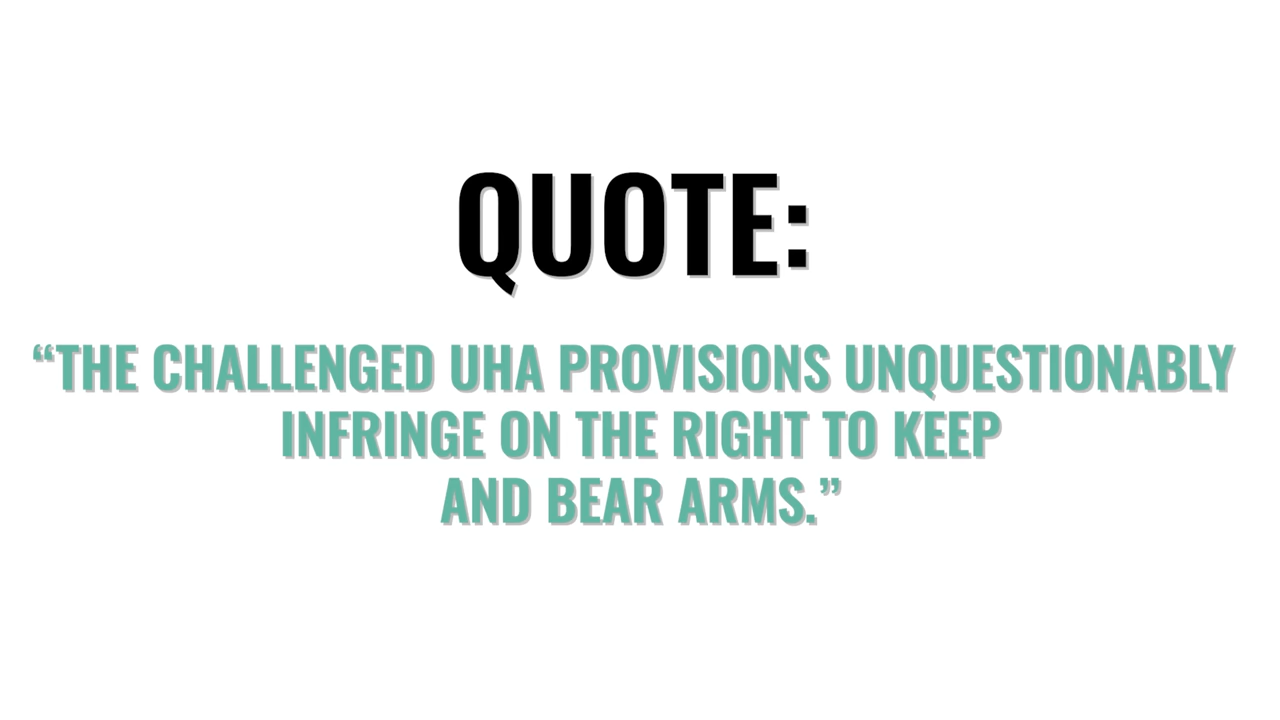 QUOTE:
“THE CHALLENGED UHA PROVISIONS UNQUESTIONABLY
INFRINGE ON THE RIGHT TO KEEP
AND BEAR ARMS.”